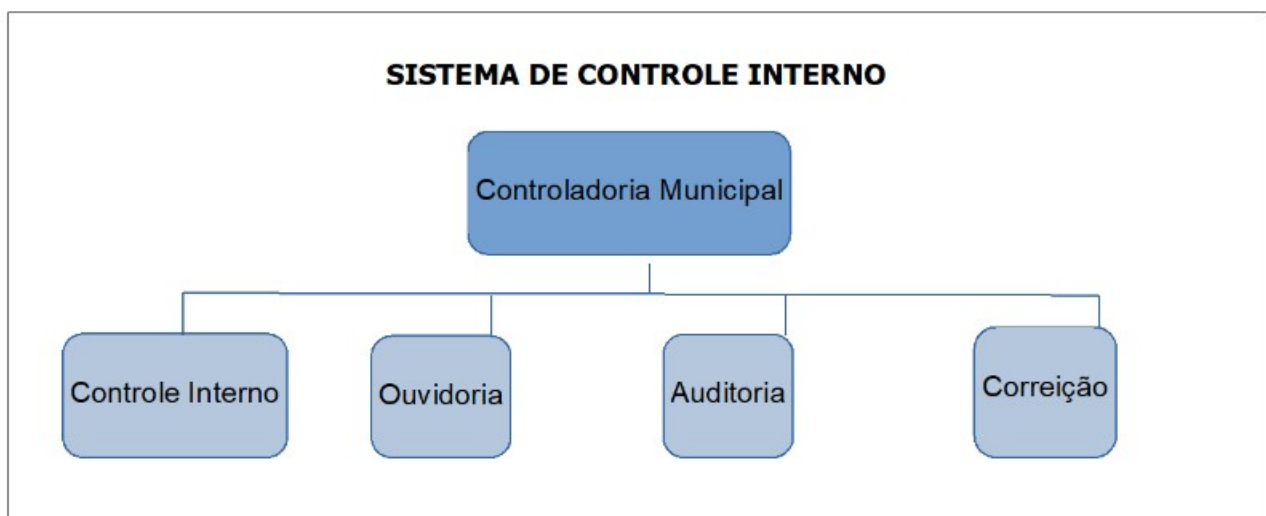 SISTEMA DE CONTROLE INTERNO
Controladoria Municipal
Controle Interno
Ouvidoria
Auditoria
Correição